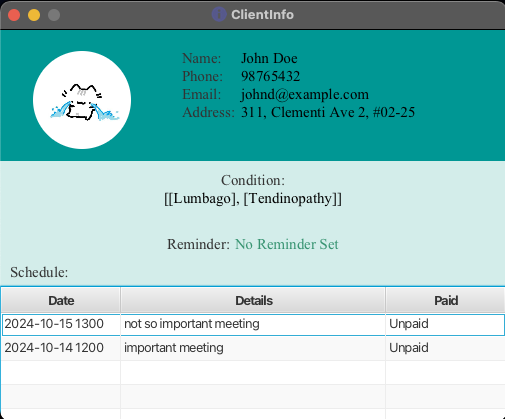 ClientInfo
Name: John Doe
Phone: 98765432
Email: johnd@example.com
Address: 311, Clementi Ave 2, #02-25
Condition:
[[Lumbago], [Tendinopathy]]
Reminder: No Reminder Set
Schedule:
Date Details Paid
2024-10-15 1300 not so important meeting Unpaid
2024-10-14 1200 important meeting Unpaid